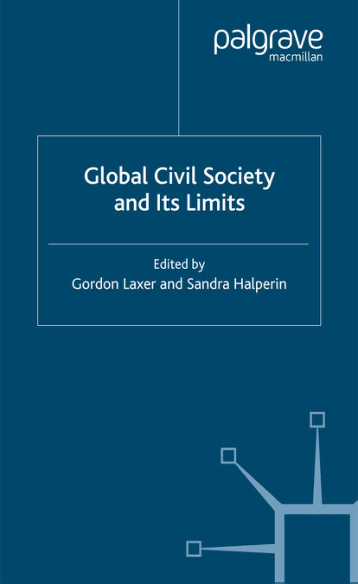 palgrave
macmillan
Global Civil Society
and Its Limits
Edited by
Gordon Laxer and Sandra Halperin